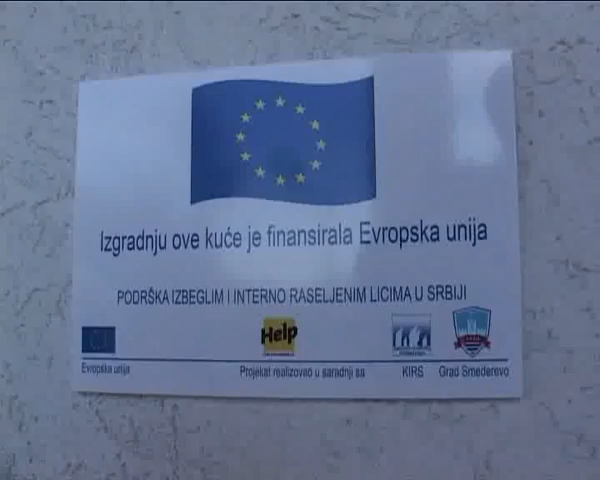 Izgradnju ove kuće je finansirala Evropska unija
PODRŠKA IZBEGLIM I INTERNO RASELJENIM LICIMA U SRBIJI
Help
Evropska unija
Projekat realizovan u saradnji sa
KIRS
Grad Smederevo